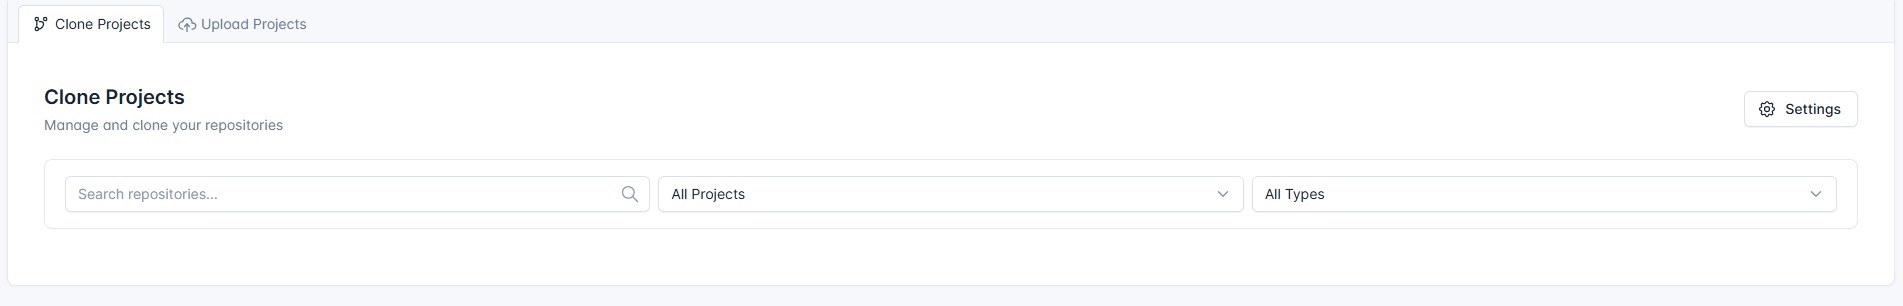 Clone Projects
Upload Projects
Clone Projects
Manage and clone your repositories
Settings
Search repositories...
All Projects
All Types